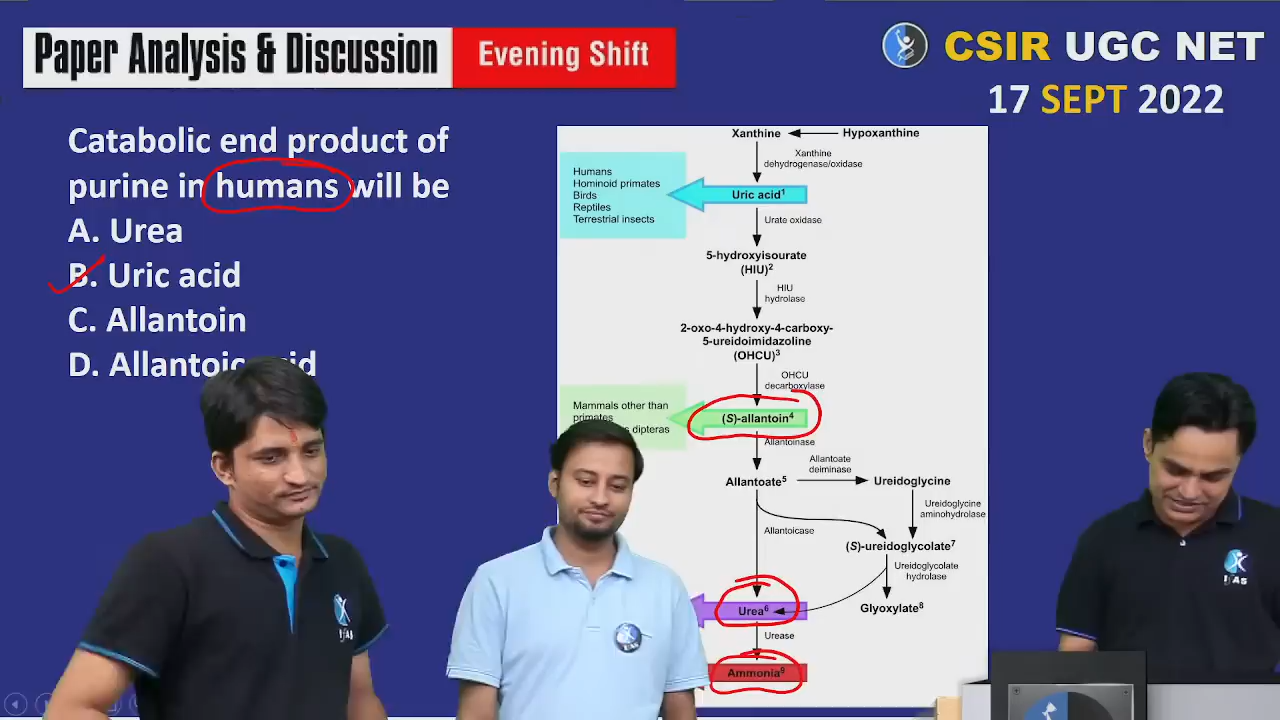 Paper Analysis & Discussion
Evening Shift
CSIR UGC NET
17 SEPT 2022
Catabolic end product of
purine in humans will be
A. Urea
B. Uric acid
C. Allantoin
D. Allantoic
Xanthine
Hypoxanthine
Xanthine
dehydrogenase/oxidase
Humans
Hominoid primates
Birds
Reptiles
Terrestrial insects
Uric acid¹
Urate oxidase
5-hydroxyisourate
(HIU)²
HIU
hydrolase
2-oxo-4-hydroxy-4-carboxy-
5-ureidoimidazoline
(OHCU)³
OHCU
decarboxylase
Mammals other than
primates
dipteras
(S)-allantoin⁴
Allantoinase
Allantoate⁵
Allantoate
deiminase
Ureidoglycine
Ureidoglycine
aminohydrolase
Allantoicase
(S)-ureidoglycolate⁷
Ureidoglycolate
hydrolase
Urea⁶
Glyoxylate⁸
Urease
Ammonia⁹
IFAS
IFAS
IFAS